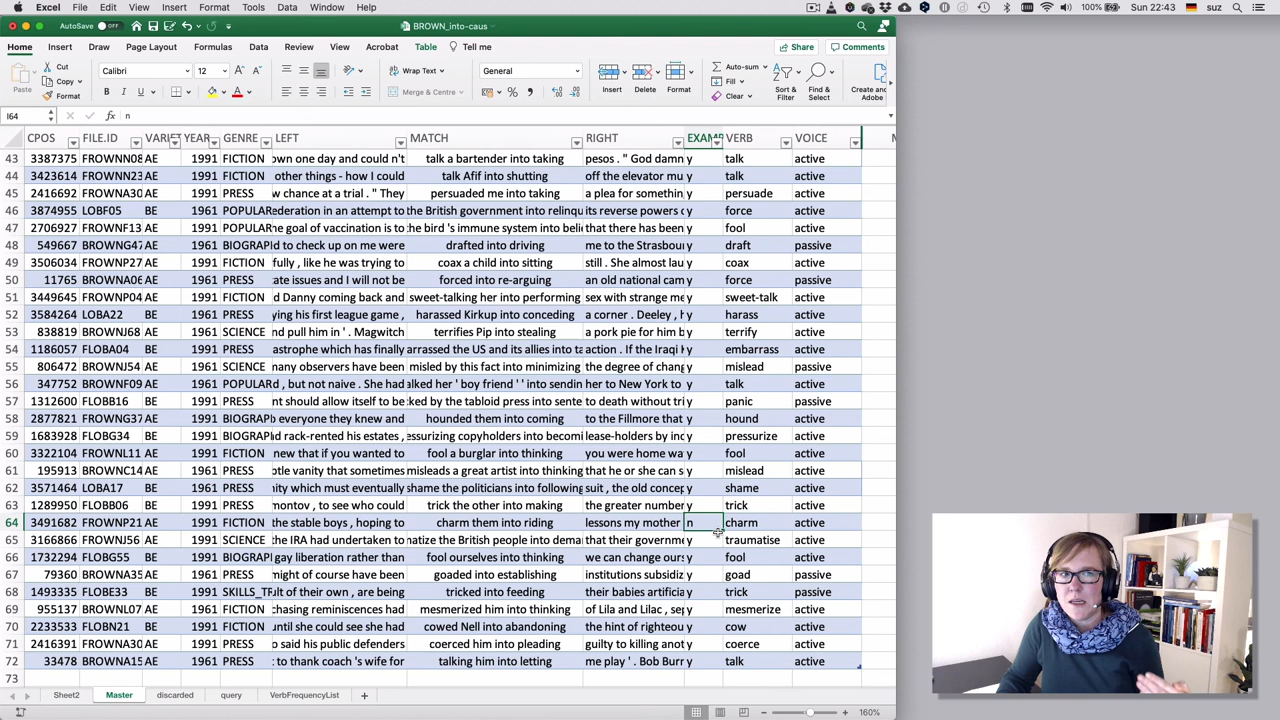 Excel File Edit View Insert Format Tools Data Window Help 100% Sun 22:43 suz
AutoSave OFF BROWN_into-caus
Home Insert Draw Page Layout Formulas Data Review View Acrobat Table Tell me Share Comments
Paste Cut Copy Format Calibri 12 Wrap Text Merge & Centre General Insert Delete Format Auto-sum Fill Clear Sort & Filter Find & Select Create and Adobe
I64 fx n
CPOS FILE.ID VARIET YEAR GENRE LEFT MATCH RIGHT EXAMP VERB VOICE
43 3387375 FROWNN08 AE 1991 FICTION own one day and could n't talk a bartender into taking pesos . " God damn y talk active
44 3423614 FROWNN23 AE 1991 FICTION other things - how I could talk Afif into shutting off the elevator mu y talk active
45 2416692 FROWNA30 AE 1991 PRESS w chance at a trial . " They persuaded me into taking a plea for somethin y persuade active
46 3874955 LOBF05 BE 1961 POPULAR ederation in an attempt to the British government into relinqu its reverse powers o y force active
47 2706927 FROWNF13 AE 1991 POPULAR he goal of vaccination is to the bird 's immune system into beli that there has been y fool active
48 549667 BROWNG47 AE 1961 BIOGRAPH d to check up on me were drafted into driving me to the Strasbour y draft passive
49 3506034 FROWNP27 AE 1991 FICTION fully , like he was trying to coax a child into sitting still . She almost lau y coax active
50 11765 BROWNA06 AE 1961 PRESS ate issues and I will not be forced into re-arguing an old national cam y force passive
51 3449645 FROWNP04 AE 1991 FICTION d Danny coming back and sweet-talking her into performing sex with strange me y sweet-talk active
52 3584264 LOBA22 BE 1961 PRESS ying his first league game , harassed Kirkup into conceding a corner . Deeley , h y harass active
53 838819 BROWNJ68 AE 1961 SCIENCE nd pull him in ' . Magwitch terrifies Pip into stealing a pork pie for him b y terrify active
54 1186057 FLOBA04 BE 1991 PRESS astrophe which has finally arrassed the US and its allies into ta action . If the Iraqi k y embarrass active
55 806472 BROWNJ54 AE 1961 SCIENCE many observers have been misled by this fact into minimizing the degree of chang y mislead passive
56 347752 BROWNF09 AE 1961 POPULAR d , but not naive . She had alked her ' boy friend ' ' into sendin her to New York to y talk active
57 1312600 FLOBB16 BE 1991 PRESS nt should allow itself to be cked by the tabloid press into sente to death without tri y panic passive
58 2877821 FROWNG37 AE 1991 BIOGRAPH b everyone they knew and hounded them into coming to the Fillmore that y hound active
59 1683928 FLOBG34 BE 1991 BIOGRAPH d rack-rented his estates , essurizing copyholders into becomi lease-holders by inc y pressurize active
60 3322104 FROWNL11 AE 1991 FICTION new that if you wanted to fool a burglar into thinking you were home wa y fool active
61 195913 BROWNC14 AE 1961 PRESS tle vanity that sometimes misleads a great artist into thinking that he or she can s y mislead active
62 3571464 LOBA17 BE 1961 PRESS nity which must eventually shame the politicians into following suit , the old concep y shame active
63 1289950 FLOBB06 BE 1991 PRESS montov , to see who could trick the other into making the greater number y trick active
64 3491682 FROWNP21 AE 1991 FICTION the stable boys , hoping to charm them into riding lessons my mother n charm active
65 3166866 FROWNJ56 AE 1991 SCIENCE the IRA had undertaken to natize the British people into dema that their governme y traumatise active
66 1732294 FLOBG55 BE 1991 BIOGRAPH gay liberation rather than fool ourselves into thinking we can change ours y fool active
67 79360 BROWNA35 AE 1961 PRESS might of course have been goaded into establishing institutions subsidiz y goad passive
68 1493335 FLOBE33 BE 1991 SKILLS_TF ult of their own , are being tricked into feeding their babies artificia y trick passive
69 955137 BROWNL07 AE 1961 FICTION chasing reminiscences had mesmerized him into thinking of Lila and Lilac , sep y mesmerize active
70 2233533 FLOBN21 BE 1991 FICTION until she could see she had cowed Nell into abandoning the hint of righteou y cow active
71 2416391 FROWNA30 AE 1991 PRESS o said his public defenders coerced him into pleading guilty to killing anot y coerce active
72 33478 BROWNA15 AE 1961 PRESS t to thank coach 's wife for talking him into letting me play ' . Bob Burr y talk active
73
Sheet2 Master discarded query VerbFrequencyList
160%